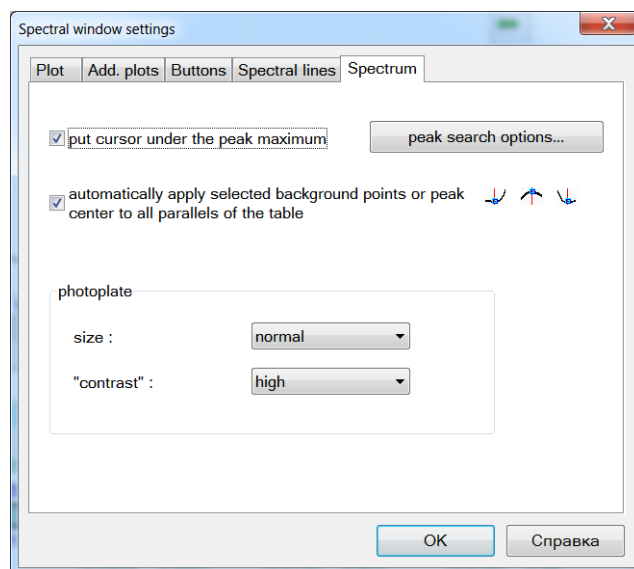 Spectral window settings
Plot Add. plots Buttons Spectral lines Spectrum
put cursor under the peak maximum peak search options...
automatically apply selected background points or peak
center to all parallels of the table
photoplate
size : normal
"contrast" : high
OK Справка